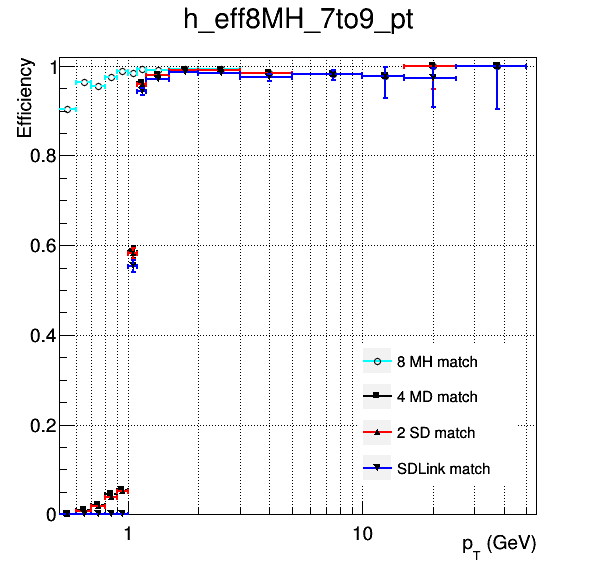 h_eff8MH_7to9_pt
Efficiency
1
0.8
0.6
0.4
0.2
0
8 MH match
4 MD match
2 SD match
SDLink match
1 10
p_T (GeV)